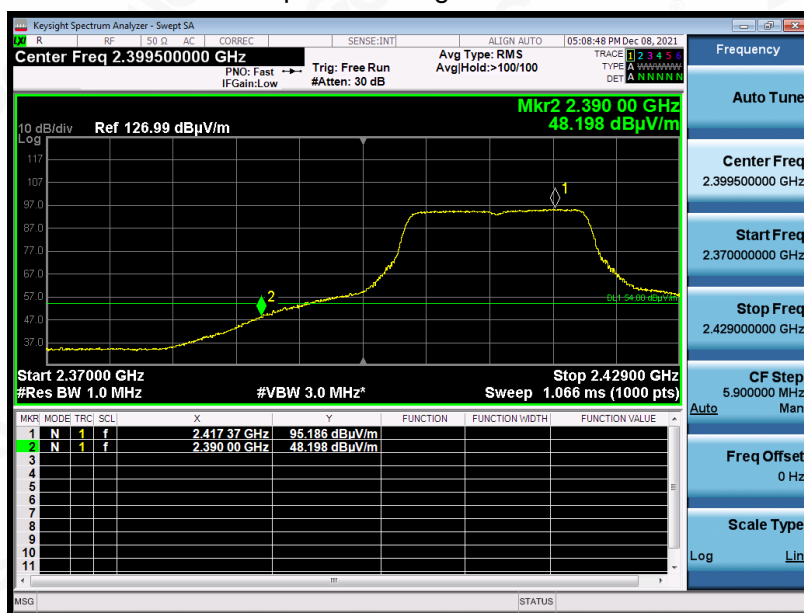 Keysight Spectrum Analyzer - Swept SA
LXI R RF 50 Ω AC CORREC SENSE:INT ALIGN AUTO 05:08:48 PM Dec 08, 2021
Center Freq 2.399500000 GHz
PNO: Fast
IFGain:Low
Trig: Free Run
#Atten: 30 dB
Avg Type: RMS
Avg|Hold:>100/100
TRACE 1 2 3 4 5 6
TYPE A WWWWW
DET A N N N N N
Mkr2 2.390 00 GHz
48.198 dBµV/m
10 dB/div Ref 126.99 dBµV/m
Log
117
107
97.0
87.0
77.0
67.0
57.0
47.0
37.0
1
2
DL1 54.00 dBµV/m
Start 2.37000 GHz Stop 2.42900 GHz
#Res BW 1.0 MHz #VBW 3.0 MHz* Sweep 1.066 ms (1000 pts)
MKR MODE TRC SCL X Y FUNCTION FUNCTION WIDTH FUNCTION VALUE
1 N 1 f 2.417 37 GHz 95.186 dBµV/m
2 N 1 f 2.390 00 GHz 48.198 dBµV/m
3
4
5
6
7
8
9
10
11
MSG STATUS
Frequency
Auto Tune
Center Freq
2.399500000 GHz
Start Freq
2.370000000 GHz
Stop Freq
2.429000000 GHz
CF Step
5.900000 MHz
Auto Man
Freq Offset
0 Hz
Scale Type
Log Lin